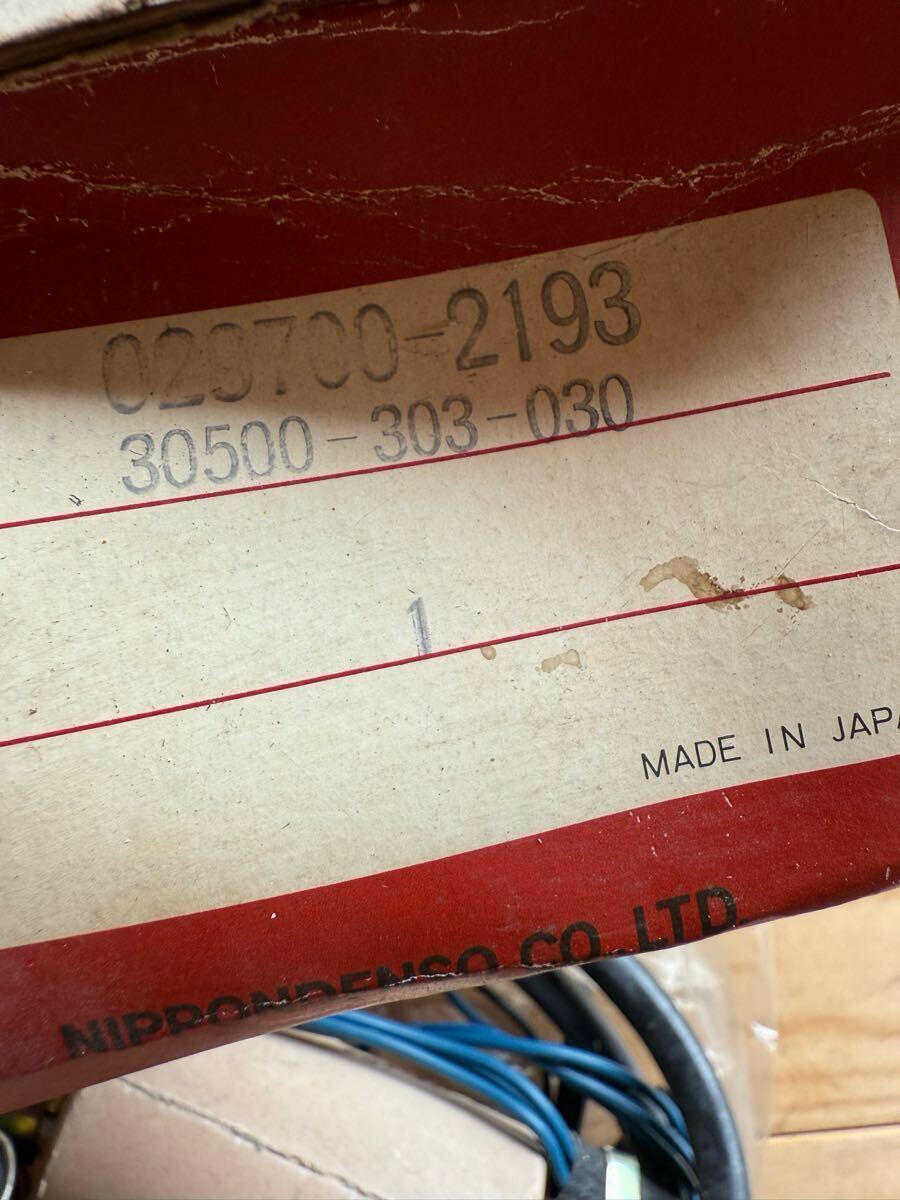 029700-2193
30500-303-030
1
MADE IN JAPA
NIPPONDENSO CO., LTD.